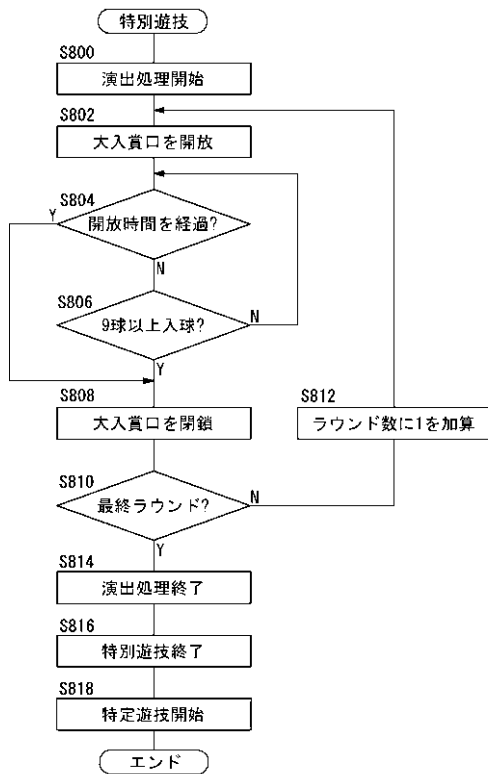 特別遊技
S800
演出処理開始
S802
大入賞口を開放
S804
Y
開放時間を経過?
N
S806
9球以上入球?
N
Y
S808
大入賞口を閉鎖
S812
ラウンド数に1を加算
S810
最終ラウンド?
N
Y
S814
演出処理終了
S816
特別遊技終了
S818
特定遊技開始
エンド